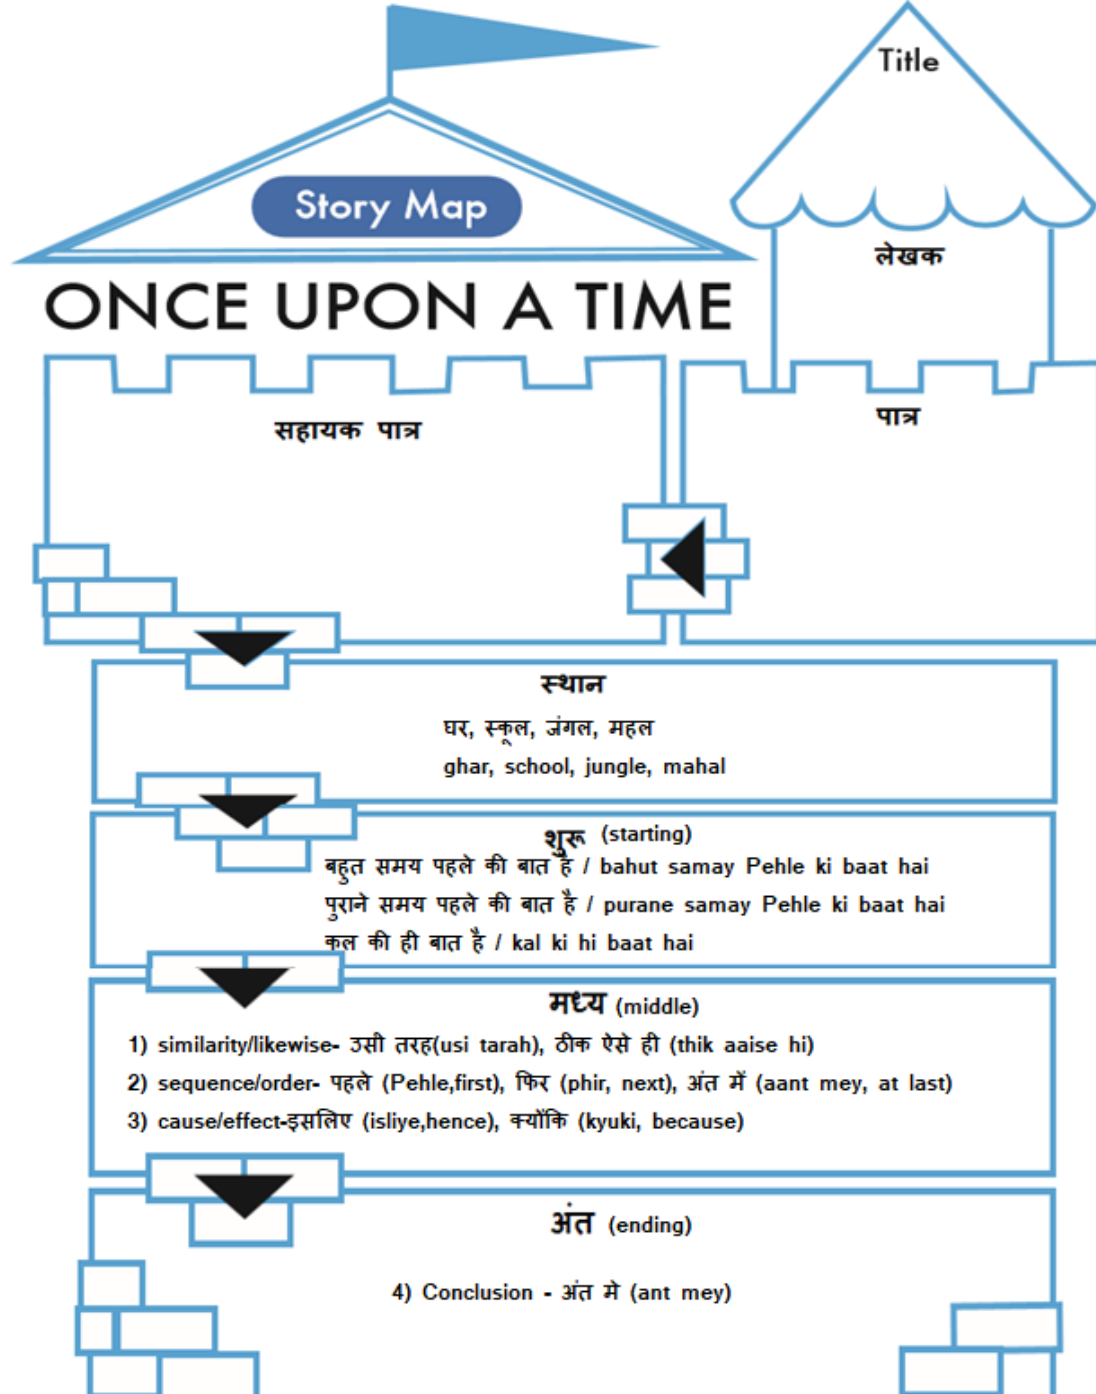 Title
Story Map
लेखक
ONCE UPON A TIME
सहायक पात्र
पात्र
स्थान
घर, स्कूल, जंगल, महल
ghar, school, jungle, mahal
शुरू (starting)
बहुत समय पहले की बात है / bahut samay Pehle ki baat hai
पुराने समय पहले की बात है / purane samay Pehle ki baat hai
कल की ही बात है / kal ki hi baat hai
मध्य (middle)
1) similarity/likewise- उसी तरह(usi tarah), ठीक ऐसे ही (thik aaise hi)
2) sequence/order- पहले (Pehle,first), फिर (phir, next), अंत में (aant mey, at last)
3) cause/effect-इसलिए (isliye,hence), क्योंकि (kyuki, because)
अंत (ending)
4) Conclusion - अंत मे (ant mey)